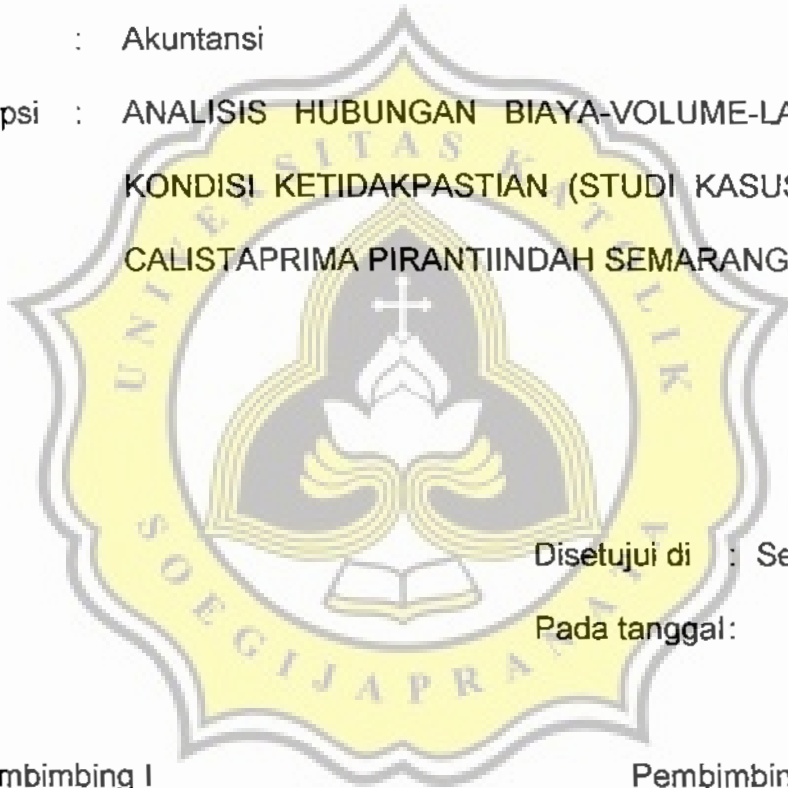 : Akuntansi
psi : ANALISIS HUBUNGAN BIAYA-VOLUME-LA
KONDISI KETIDAKPASTIAN (STUDI KASUS
CALISTAPRIMA PIRANTIINDAH SEMARANG
UNIVERSITAS KATOLIK
SOEGIJAPRANATA
Disetujui di : Se
Pada tanggal:
mbimbing I Pembimbin